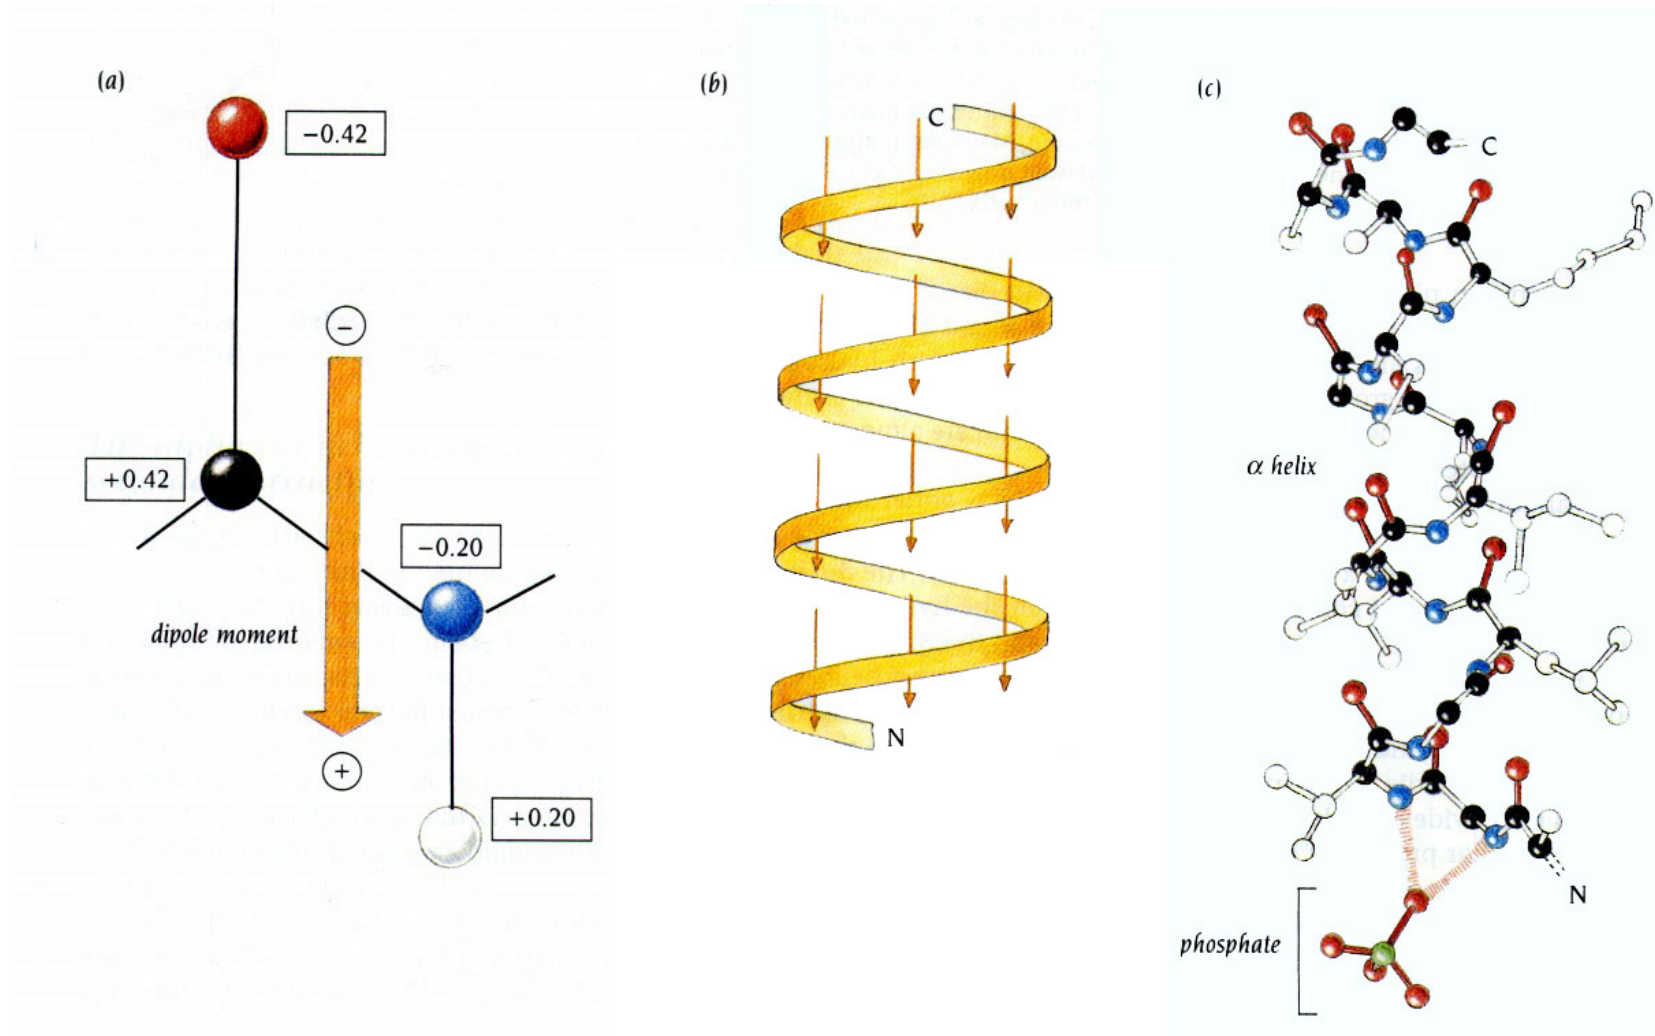 (a)
−0.42
−
+0.42
−0.20
dipole moment
+
+0.20
(b)
C
N
(c)
C
α helix
N
phosphate